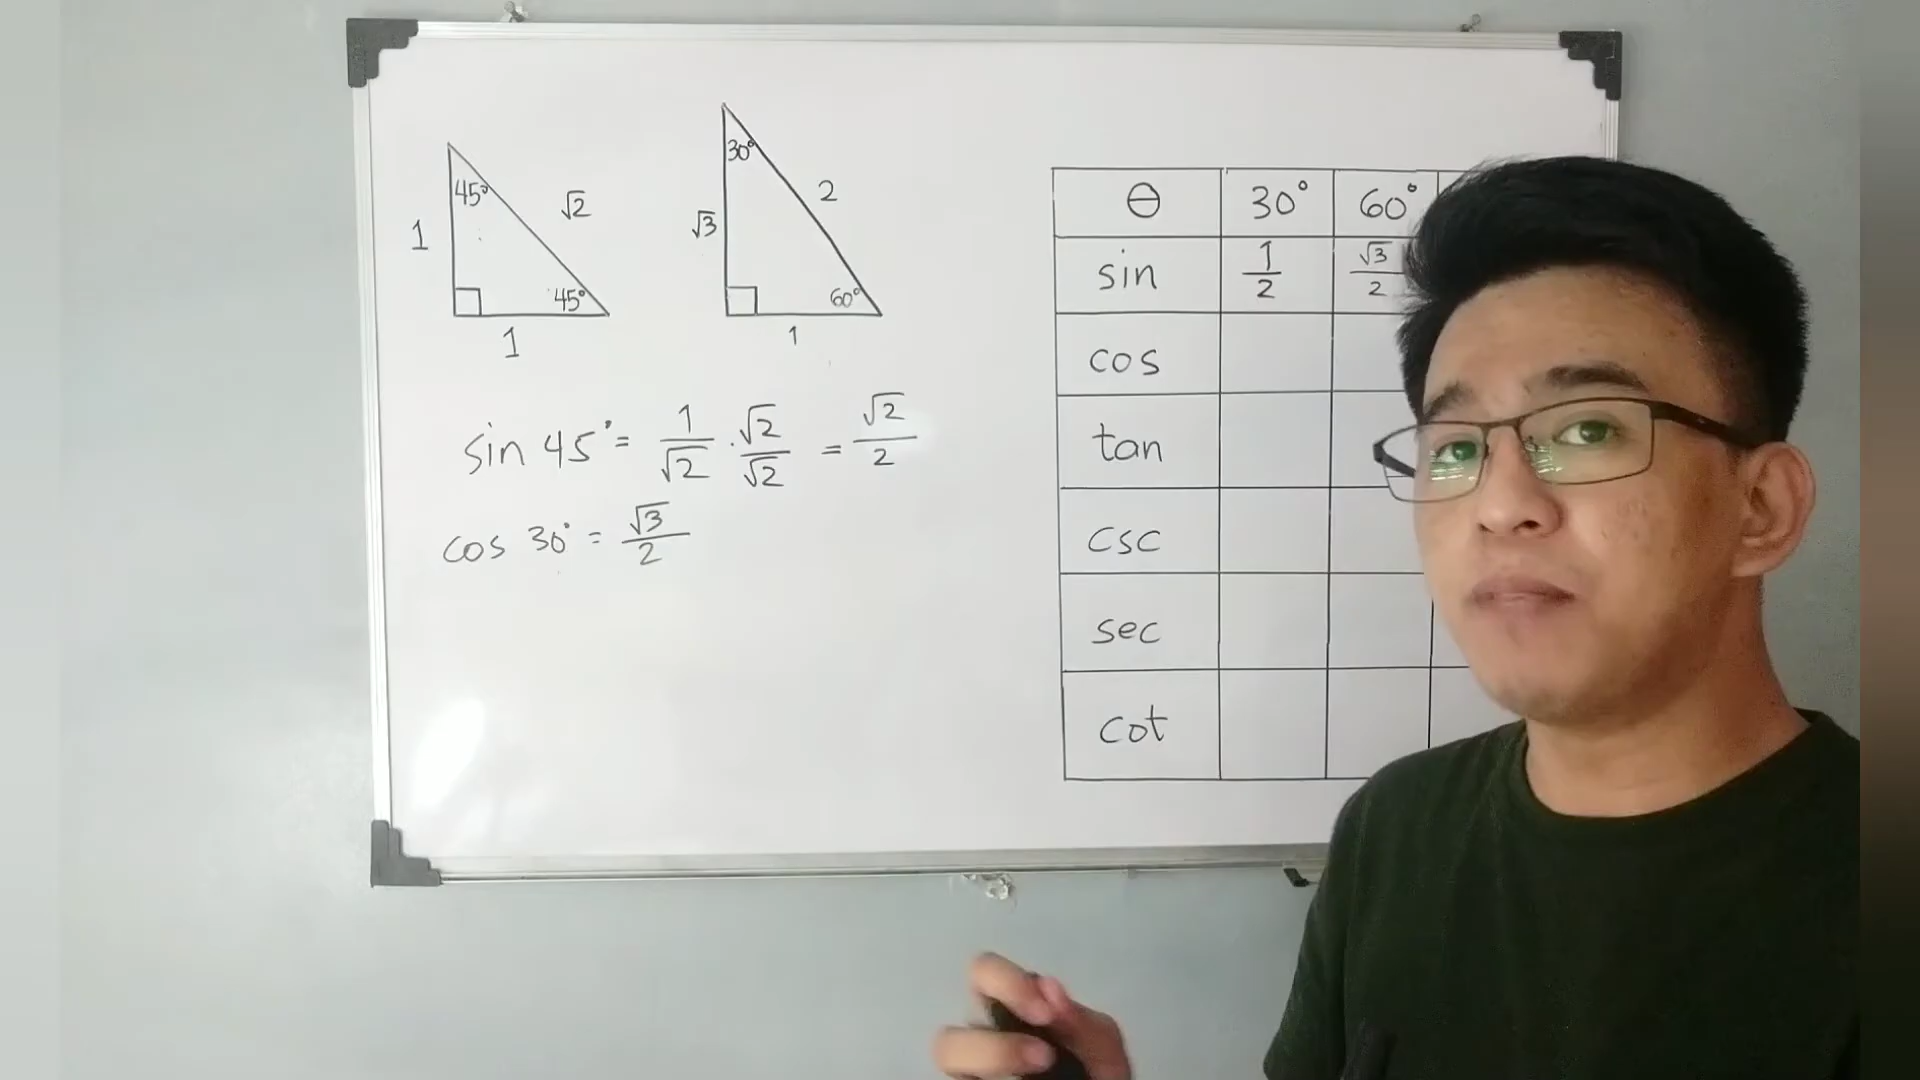 45°
1
√2
45°
1
30°
2
√3
60°
1
sin 45° = 1/√2 · √2/√2 = √2/2
cos 30° = √3/2
θ 30° 60°
sin 1/2 √3/2
cos
tan
csc
sec
cot